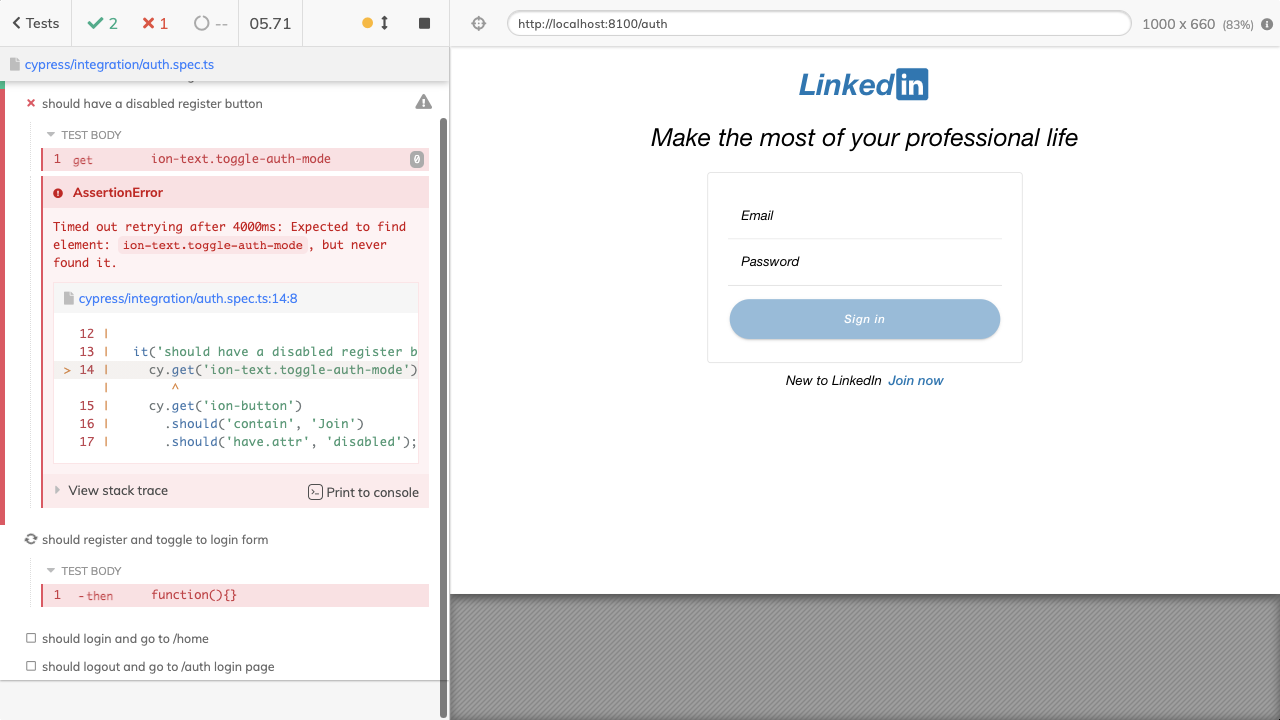 Tests
2
1
--
05.71
http://localhost:8100/auth
1000 x 660 (83%)
cypress/integration/auth.spec.ts
should have a disabled register button
TEST BODY
1 get ion-text.toggle-auth-mode 0
AssertionError
Timed out retrying after 4000ms: Expected to find
element: ion-text.toggle-auth-mode, but never
found it.
cypress/integration/auth.spec.ts:14:8
12 |
13 | it('should have a disabled register b
> 14 | cy.get('ion-text.toggle-auth-mode')
| ^
15 | cy.get('ion-button')
16 | .should('contain', 'Join')
17 | .should('have.attr', 'disabled');
View stack trace
Print to console
should register and toggle to login form
TEST BODY
1 -then function(){}
should login and go to /home
should logout and go to /auth login page
Linkedin
Make the most of your professional life
Email
Password
Sign in
New to LinkedIn Join now